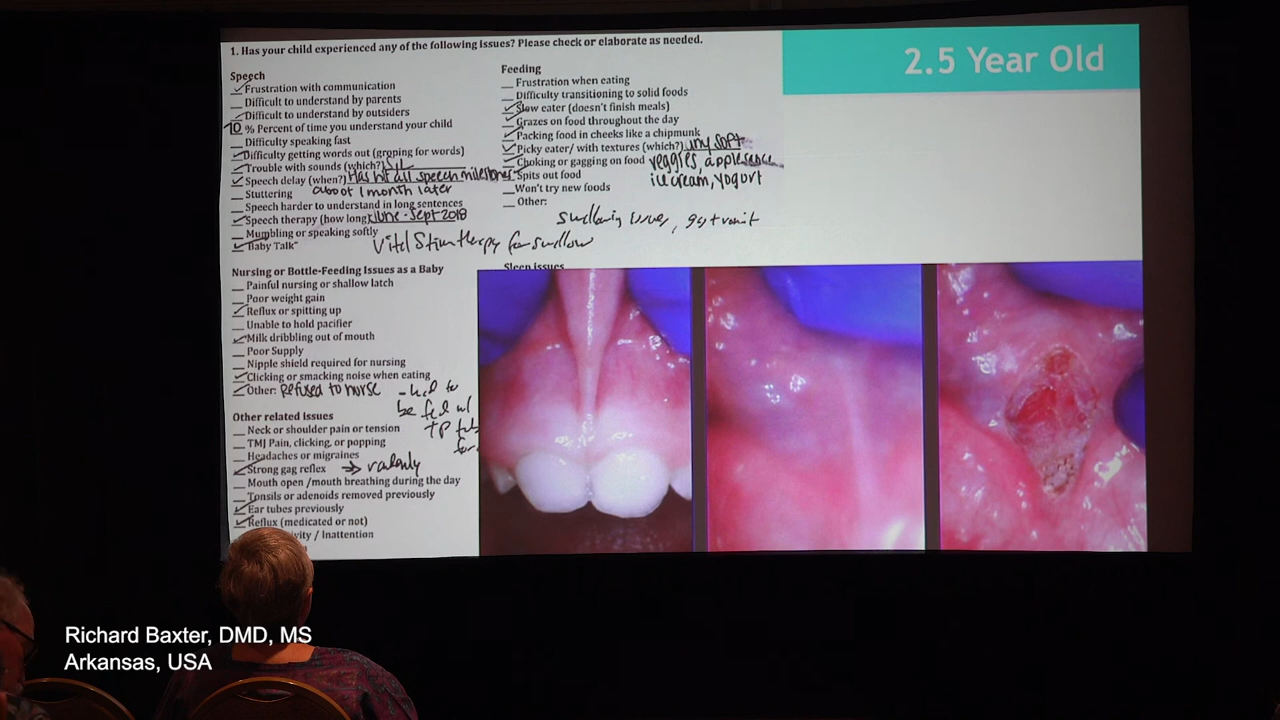 1. Has your child experienced any of the following issues? Please check or elaborate as needed.
2.5 Year Old
Speech
Frustration with communication
Difficult to understand by parents
Difficult to understand by outsiders
10 % Percent of time you understand your child
Difficulty speaking fast
Difficulty getting words out (groping for words)
Trouble with sounds (which?)
Speech delay (when?) Has hit all speech milestones
about 1 month later
Stuttering
Speech harder to understand in long sentences
Speech therapy (how long) June - Sept 2018
Mumbling or speaking softly
"Baby Talk"
Vital Stim therapy for swallow
Feeding
Frustration when eating
Difficulty transitioning to solid foods
Slow eater (doesn't finish meals)
Grazes on food throughout the day
Packing food in cheeks like a chipmunk
Picky eater/ with textures (which?) only soft
Choking or gagging on food veggies, applesauce
Spits out food ice cream, yogurt
Won't try new foods
Other:
swallowing issues, gag + vomit
Sleep issues
Nursing or Bottle-Feeding Issues as a Baby
Painful nursing or shallow latch
Poor weight gain
Reflux or spitting up
Unable to hold pacifier
Milk dribbling out of mouth
Poor Supply
Nipple shield required for nursing
Clicking or smacking noise when eating
Other: Refused to nurse - had to
be fed w/
Other related issues
Neck or shoulder pain or tension
TMJ Pain, clicking, or popping
Headaches or migraines
Strong gag reflex →
Mouth open /mouth breathing during the day
Tonsils or adenoids removed previously
Ear tubes previously
Reflux (medicated or not)
/ Inattention
Richard Baxter, DMD, MS
Arkansas, USA